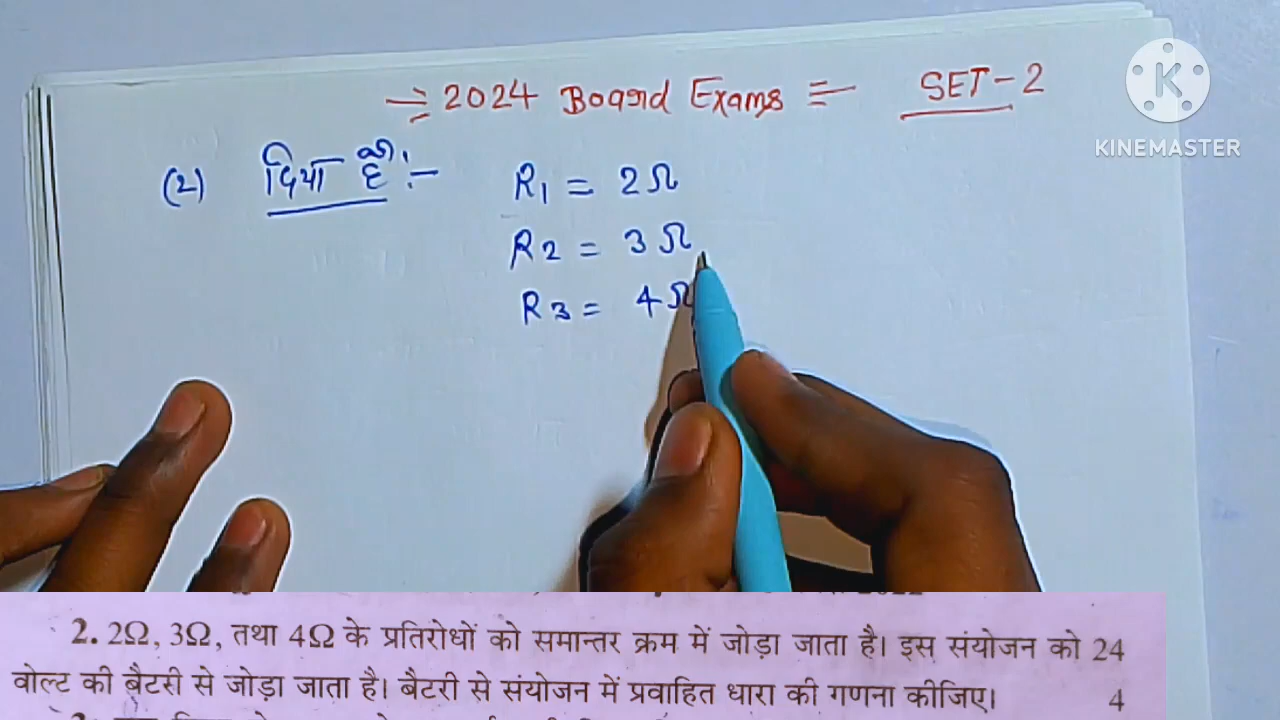 ⇒ 2024 Board Exams = SET-2
K
KINEMASTER
(2) दिया है :- R1 = 2Ω
R2 = 3Ω
R3 = 4Ω
2. 2Ω, 3Ω, तथा 4Ω के प्रतिरोधों को समान्तर क्रम में जोड़ा जाता है। इस संयोजन को 24
वोल्ट की बैटरी से जोड़ा जाता है। बैटरी से संयोजन में प्रवाहित धारा की गणना कीजिए। 4